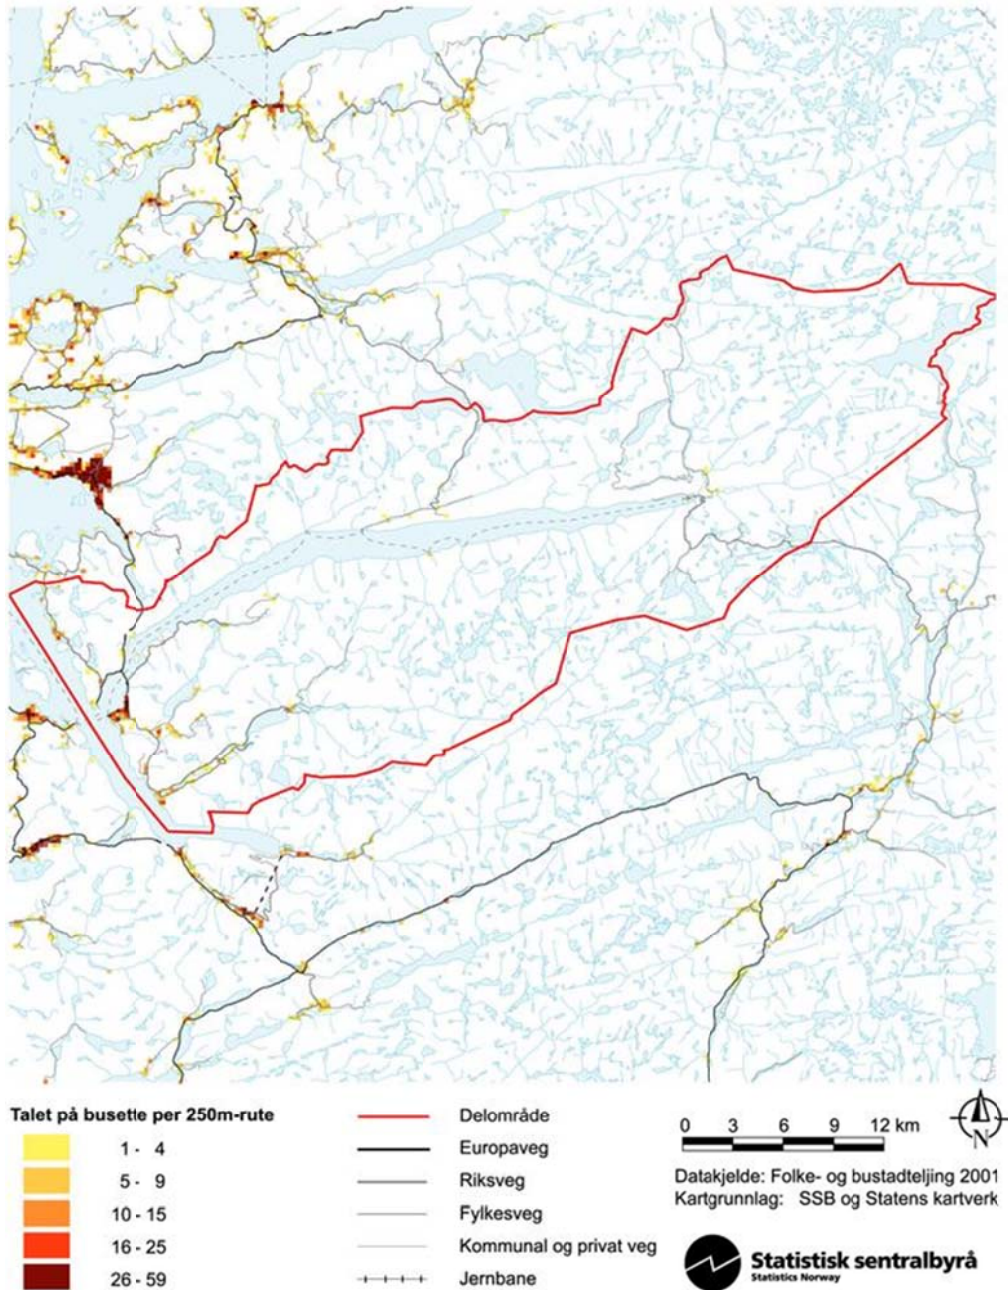 Talet på busette per 250m-rute
1 - 4
5 - 9
10 - 15
16 - 25
26 - 59
Delområde
Europaveg
Riksveg
Fylkesveg
Kommunal og privat veg
Jernbane
0 3 6 9 12 km
N
Datakjelde: Folke- og bustadteljing 2001
Kartgrunnlag: SSB og Statens kartverk
Statistisk sentralbyrå
Statistics Norway